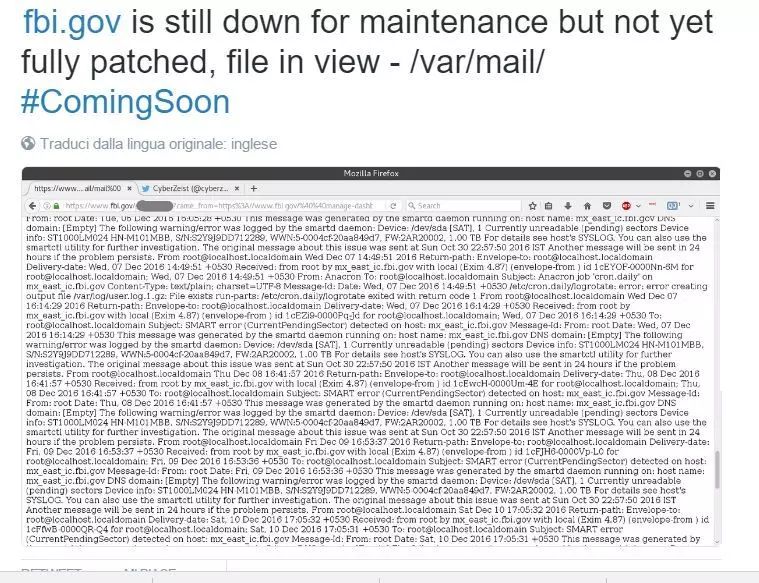 fbi.gov is still down for maintenance but not yet
fully patched, file in view - /var/mail/
#ComingSoon
Traduci dalla lingua originale: inglese
Mozilla Firefox
https://www....all/mail%00 × CyberZeist (@cyberz... × +
https://www.fbi.gov/ ?came_from=https%3A//www.fbi.gov/%40%40manage-dashb Search
From: root Date: Tue, 06 Dec 2016 16:05:28 +0530 This message was generated by the smartd daemon running on: host name: mx_east_ic.fbi.gov DNS
domain: [Empty] The following warning/error was logged by the smartd daemon: Device: /dev/sda [SAT], 1 Currently unreadable (pending) sectors Device
info: ST1000LM024 HN-M101MBB, S/N:S2Y9J9DD712289, WWN:5-0004cf-20aa849d7, FW:2AR20002, 1.00 TB For details see host's SYSLOG. You can also use the
smartctl utility for further investigation. The original message about this issue was sent at Sun Oct 30 22:57:50 2016 IST Another message will be sent in 24
hours if the problem persists. From root@localhost.localdomain Wed Dec 07 14:49:51 2016 Return-path: Envelope-to: root@localhost.localdomain
Delivery-date: Wed, 07 Dec 2016 14:49:51 +0530 Received: from root by mx_east_ic.fbi.gov with local (Exim 4.87) (envelope-from ) id 1cEYOF-0000Nn-6M for
root@localhost.localdomain; Wed, 07 Dec 2016 14:49:51 +0530 From: Anacron To: root@localhost.localdomain Subject: Anacron job 'cron.daily' on
mx_east_ic.fbi.gov Content-Type: text/plain; charset=UTF-8 Message-Id: Date: Wed, 07 Dec 2016 14:49:51 +0530 /etc/cron.daily/logrotate: error: error creating
output file /var/log/user.log.1.gz: File exists run-parts: /etc/cron.daily/logrotate exited with return code 1 From root@localhost.localdomain Wed Dec 07
16:14:29 2016 Return-path: Envelope-to: root@localhost.localdomain Delivery-date: Wed, 07 Dec 2016 16:14:29 +0530 Received: from root by
mx_east_ic.fbi.gov with local (Exim 4.87) (envelope-from ) id 1cEZi9-0000Pq-Jd for root@localhost.localdomain; Wed, 07 Dec 2016 16:14:29 +0530 To:
root@localhost.localdomain Subject: SMART error (CurrentPendingSector) detected on host: mx_east_ic.fbi.gov Message-Id: From: root Date: Wed, 07 Dec
2016 16:14:29 +0530 This message was generated by the smartd daemon running on: host name: mx_east_ic.fbi.gov DNS domain: [Empty] The following
warning/error was logged by the smartd daemon: Device: /dev/sda [SAT], 1 Currently unreadable (pending) sectors Device info: ST1000LM024 HN-M101MBB,
S/N:S2Y9J9DD712289, WWN:5-0004cf-20aa849d7, FW:2AR20002, 1.00 TB For details see host's SYSLOG. You can also use the smartctl utility for further
investigation. The original message about this issue was sent at Sun Oct 30 22:57:50 2016 IST Another message will be sent in 24 hours if the problem
persists. From root@localhost.localdomain Thu Dec 08 16:41:57 2016 Return-path: Envelope-to: root@localhost.localdomain Delivery-date: Thu, 08 Dec 2016
16:41:57 +0530 Received: from root by mx_east_ic.fbi.gov with local (Exim 4.87) (envelope-from ) id 1cEwcH-0000Um-4E for root@localhost.localdomain; Thu,
08 Dec 2016 16:41:57 +0530 To: root@localhost.localdomain Subject: SMART error (CurrentPendingSector) detected on host: mx_east_ic.fbi.gov Message-Id:
From: root Date: Thu, 08 Dec 2016 16:41:57 +0530 This message was generated by the smartd daemon running on: host name: mx_east_ic.fbi.gov DNS
domain: [Empty] The following warning/error was logged by the smartd daemon: Device: /dev/sda [SAT], 1 Currently unreadable (pending) sectors Device
info: ST1000LM024 HN-M101MBB, S/N:S2Y9J9DD712289, WWN:5-0004cf-20aa849d7, FW:2AR20002, 1.00 TB For details see host's SYSLOG. You can also use the
smartctl utility for further investigation. The original message about this issue was sent at Sun Oct 30 22:57:50 2016 IST Another message will be sent in 24
hours if the problem persists. From root@localhost.localdomain Fri Dec 09 16:53:37 2016 Return-path: Envelope-to: root@localhost.localdomain Delivery-date:
Fri, 09 Dec 2016 16:53:37 +0530 Received: from root by mx_east_ic.fbi.gov with local (Exim 4.87) (envelope-from ) id 1cFJH6-0000Vp-L0 for
root@localhost.localdomain; Fri, 09 Dec 2016 16:53:36 +0530 To: root@localhost.localdomain Subject: SMART error (CurrentPendingSector) detected on host:
mx_east_ic.fbi.gov Message-Id: From: root Date: Fri, 09 Dec 2016 16:53:36 +0530 This message was generated by the smartd daemon running on: host name:
mx_east_ic.fbi.gov DNS domain: [Empty] The following warning/error was logged by the smartd daemon: Device: /dev/sda [SAT], 1 Currently unreadable
(pending) sectors Device info: ST1000LM024 HN-M101MBB, S/N:S2Y9J9DD712289, WWN:5-0004cf-20aa849d7, FW:2AR20002, 1.00 TB For details see host's
SYSLOG. You can also use the smartctl utility for further investigation. The original message about this issue was sent at Sun Oct 30 22:57:50 2016 IST
Another message will be sent in 24 hours if the problem persists. From root@localhost.localdomain Sat Dec 10 17:05:32 2016 Return-path: Envelope-to:
root@localhost.localdomain Delivery-date: Sat, 10 Dec 2016 17:05:32 +0530 Received: from root by mx_east_ic.fbi.gov with local (Exim 4.87) (envelope-from ) id
1cFfwB-0000QR-Q4 for root@localhost.localdomain; Sat, 10 Dec 2016 17:05:31 +0530 To: root@localhost.localdomain Subject: SMART error
(CurrentPendingSector) detected on host: mx_east_ic.fbi.gov Message-Id: From: root Date: Sat, 10 Dec 2016 17:05:31 +0530 This message was generated by